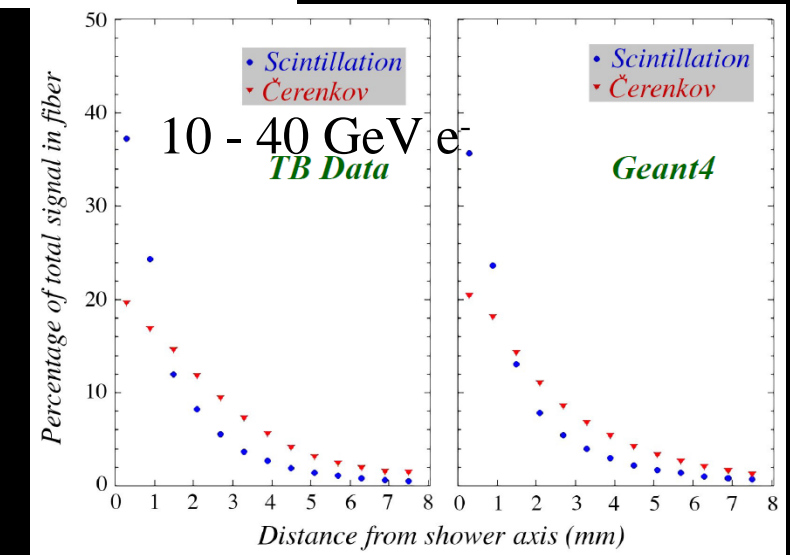 Percentage of total signal in fiber
50
40
30
20
10
0
Scintillation
Čerenkov
10 - 40 GeV e-
TB Data
0 1 2 3 4 5 6 7 8
Scintillation
Čerenkov
Geant4
0 1 2 3 4 5 6 7 8
Distance from shower axis (mm)